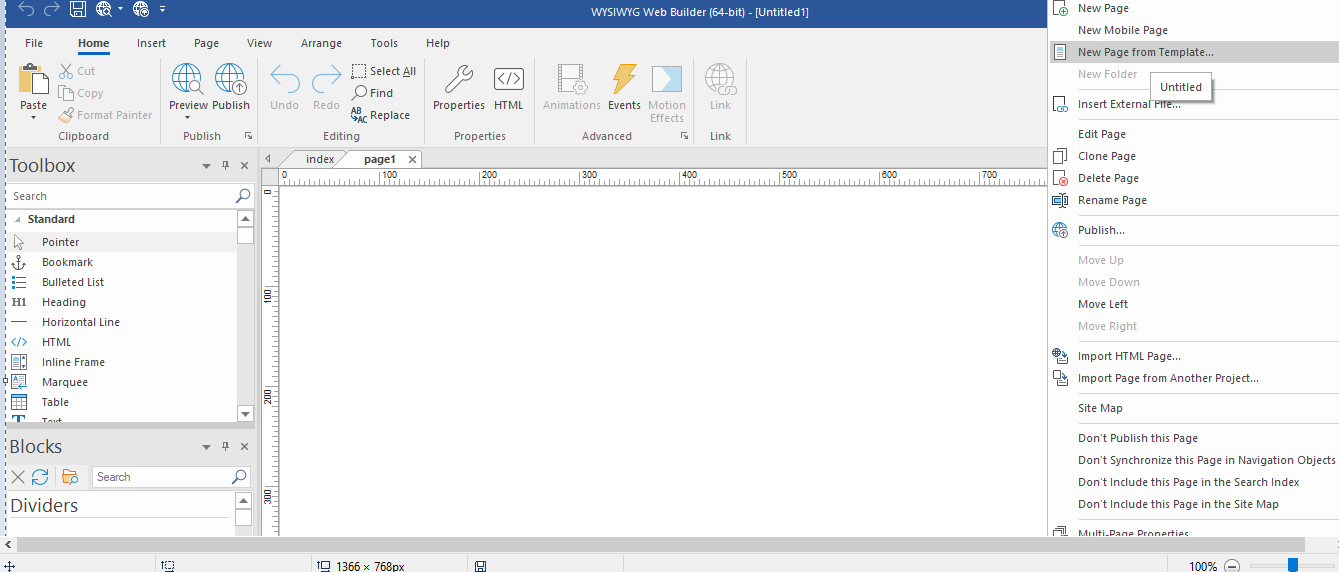 WYSIWYG Web Builder (64-bit) - [Untitled1]
File Home Insert Page View Arrange Tools Help
Paste
Cut
Copy
Format Painter
Clipboard
Preview Publish
Publish
Undo Redo
Select All
Find
Replace
Editing
Properties HTML
Properties
Animations Events Motion Effects
Advanced
Link
Link
Toolbox
Search
Standard
Pointer
Bookmark
Bulleted List
H1 Heading
Horizontal Line
HTML
Inline Frame
Marquee
Table
Text
Blocks
Search
Dividers
index page1
0 100 200 300 400 500 600 700
0
100
200
300
New Page
New Mobile Page
New Page from Template...
New Folder
Untitled
Insert External File...
Edit Page
Clone Page
Delete Page
Rename Page
Publish...
Move Up
Move Down
Move Left
Move Right
Import HTML Page...
Import Page from Another Project...
Site Map
Don't Publish this Page
Don't Synchronize this Page in Navigation Objects
Don't Include this Page in the Search Index
Don't Include this Page in the Site Map
Multi-Page Properties
1366 × 768px
100%